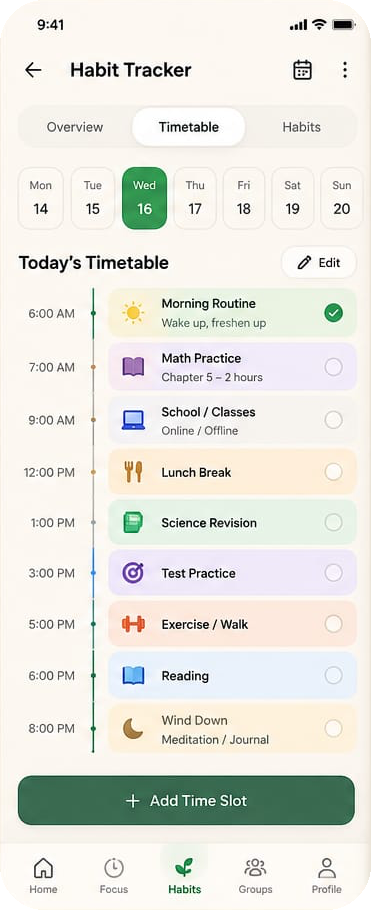 9:41
Habit Tracker
Overview Timetable Habits
Mon Tue Wed Thu Fri Sat Sun
14 15 16 17 18 19 20
Today's Timetable
Edit
6:00 AM
Morning Routine
Wake up, freshen up
7:00 AM
Math Practice
Chapter 5 – 2 hours
9:00 AM
School / Classes
Online / Offline
12:00 PM
Lunch Break
1:00 PM
Science Revision
3:00 PM
Test Practice
5:00 PM
Exercise / Walk
6:00 PM
Reading
8:00 PM
Wind Down
Meditation / Journal
+ Add Time Slot
Home Focus Habits Groups Profile